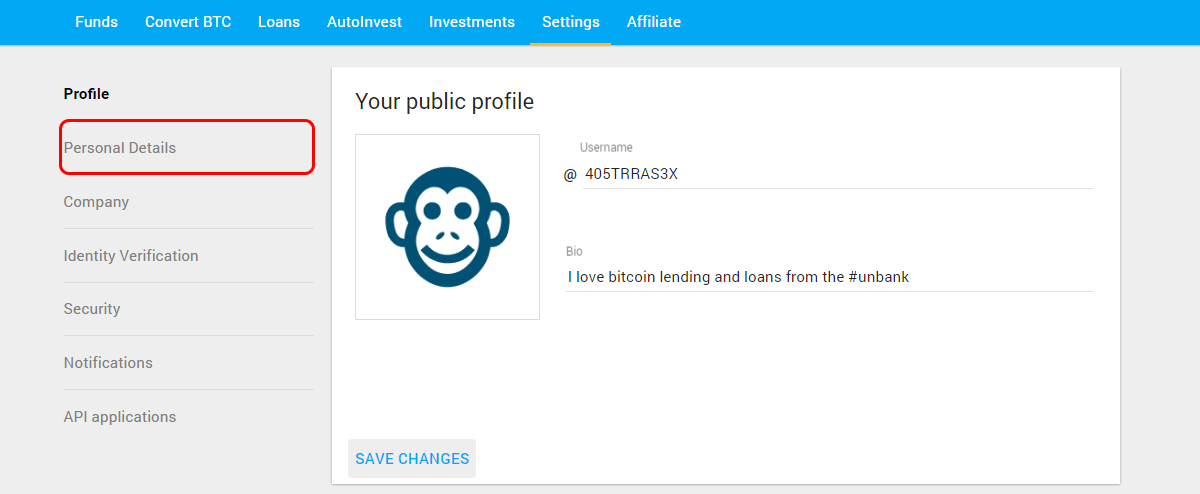 Funds Convert BTC Loans AutoInvest Investments Settings Affiliate
Profile
Personal Details
Company
Identity Verification
Security
Notifications
API applications
Your public profile
Username
@ 405TRRAS3X
Bio
I love bitcoin lending and loans from the #unbank
SAVE CHANGES